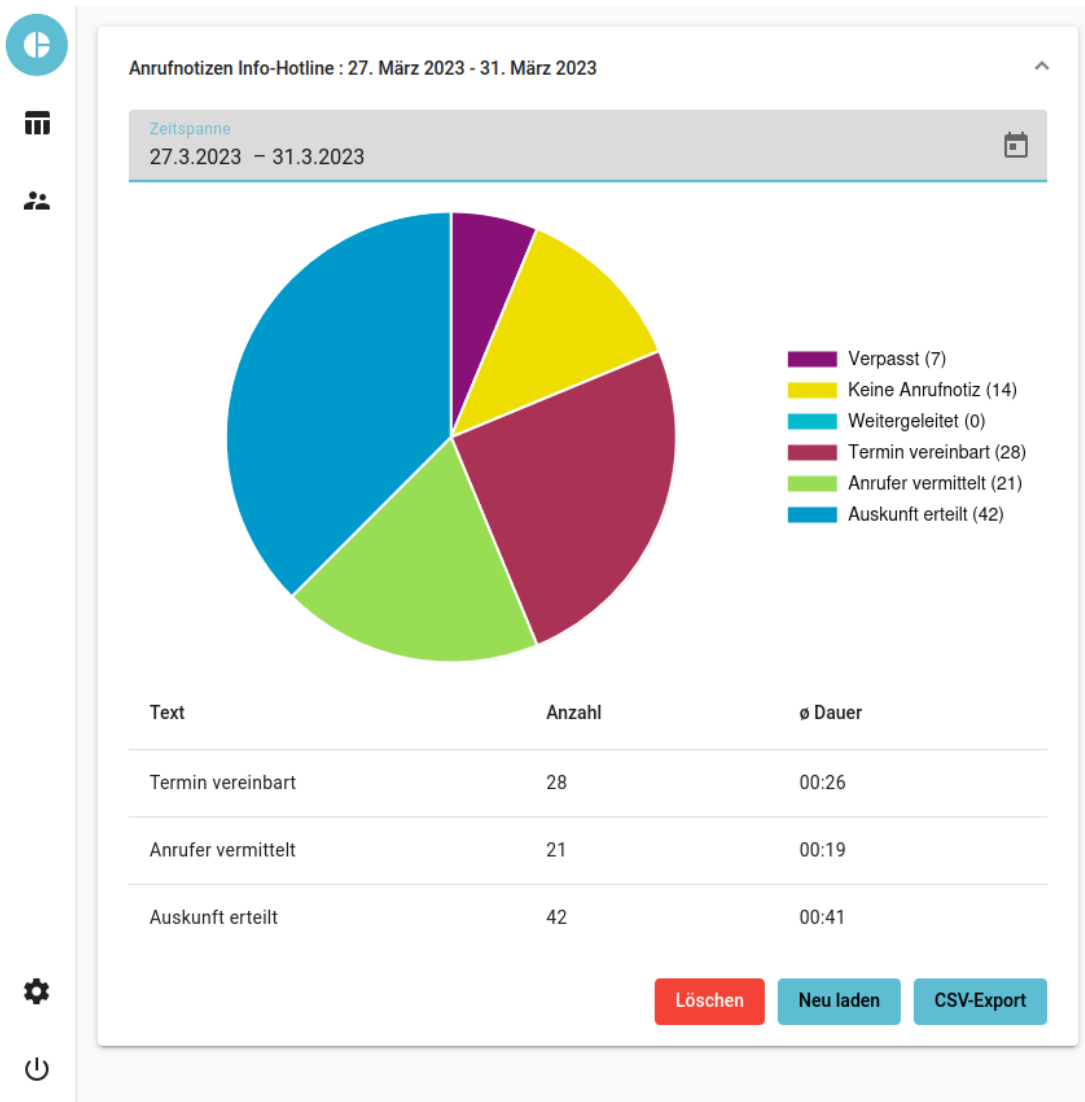 Anrufnotizen Info-Hotline : 27. März 2023 - 31. März 2023
Zeitspanne
27.3.2023 – 31.3.2023
Verpasst (7)
Keine Anrufnotiz (14)
Weitergeleitet (0)
Termin vereinbart (28)
Anrufer vermittelt (21)
Auskunft erteilt (42)
Text Anzahl ø Dauer
Termin vereinbart 28 00:26
Anrufer vermittelt 21 00:19
Auskunft erteilt 42 00:41
Löschen Neu laden CSV-Export